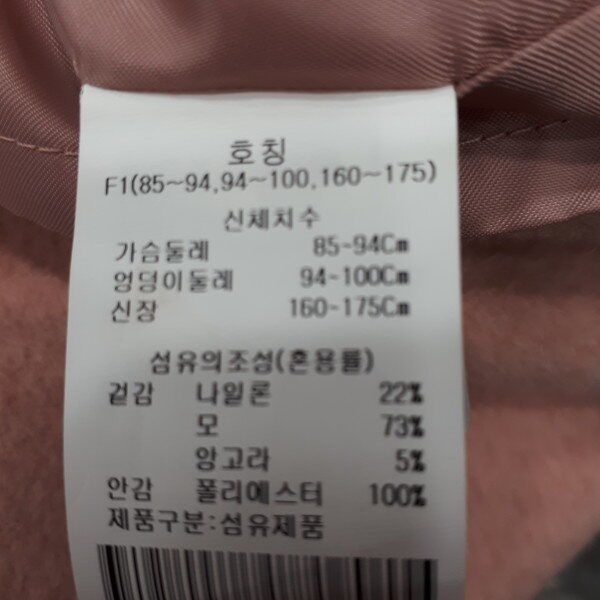 호칭
F1(85~94,94~100,160~175)
신체치수
가슴둘레 85-94Cm
엉덩이둘레 94-100Cm
신장 160-175Cm
섬유의조성(혼용률)
겉감 나일론 22%
모 73%
앙고라 5%
안감 폴리에스터 100%
제품구분:섬유제품